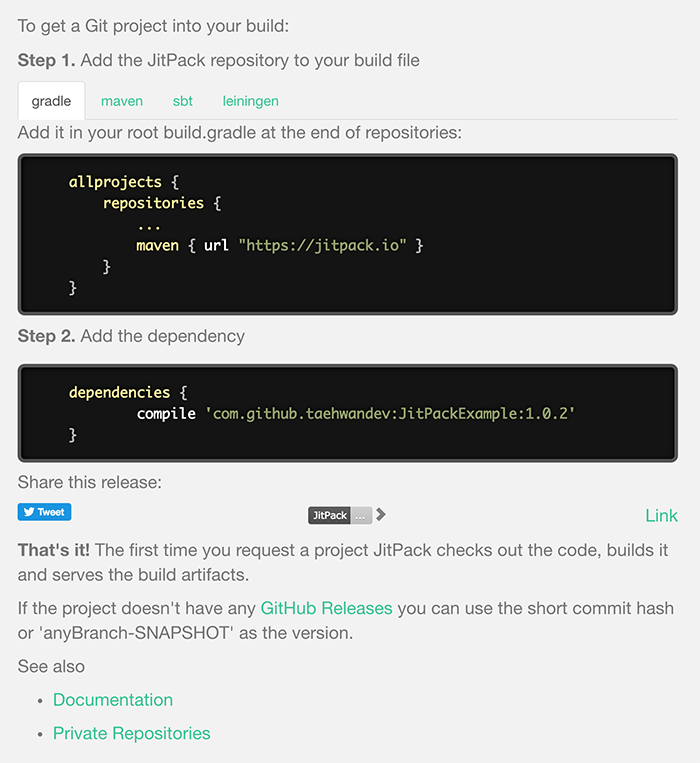 To get a Git project into your build:
Step 1. Add the JitPack repository to your build file
gradle maven sbt leiningen
Add it in your root build.gradle at the end of repositories:
allprojects {
repositories {
...
maven { url "https://jitpack.io" }
}
}
Step 2. Add the dependency
dependencies {
compile 'com.github.taehwandev:JitPackExample:1.0.2'
}
Share this release:
Tweet JitPack ... Link
That's it! The first time you request a project JitPack checks out the code, builds it
and serves the build artifacts.
If the project doesn't have any GitHub Releases you can use the short commit hash
or 'anyBranch-SNAPSHOT' as the version.
See also
• Documentation
• Private Repositories